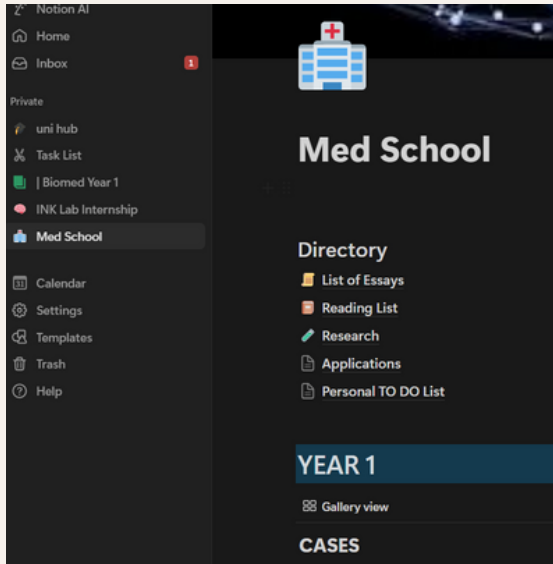 Notion AI
Home
Inbox
1
Private
uni hub
Task List
| Biomed Year 1
INK Lab Internship
Med School
31
Calendar
Settings
Templates
Trash
Help
Med School
Directory
List of Essays
Reading List
Research
Applications
Personal TO DO List
YEAR 1
Gallery view
CASES